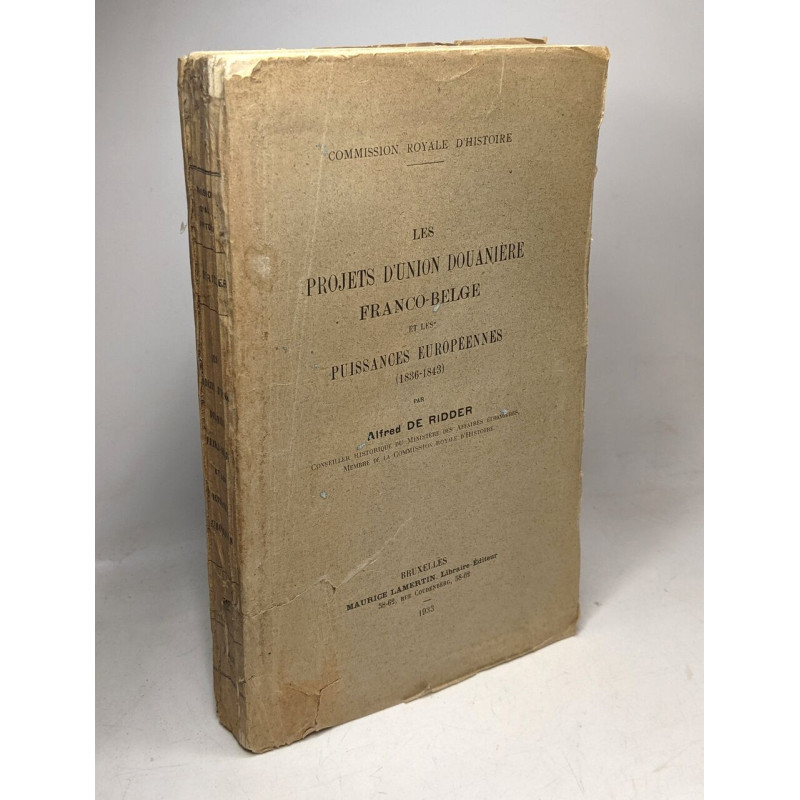 COMMISSION ROYALE D'HISTOIRE
LES
PROJETS D'UNION DOUANIÈRE
FRANCO-BELGE
ET LES
PUISSANCES EUROPÉENNES
(1836-1843)
PAR
Alfred DE RIDDER
CONSEILLER HISTORIQUE DU MINISTÈRE DES AFFAIRES ÉTRANGÈRES,
MEMBRE DE LA COMMISSION ROYALE D'HISTOIRE.
BRUXELLES
MAURICE LAMERTIN, Libraire-Éditeur
58-62, RUE COUDENBERG, 58-62
1933